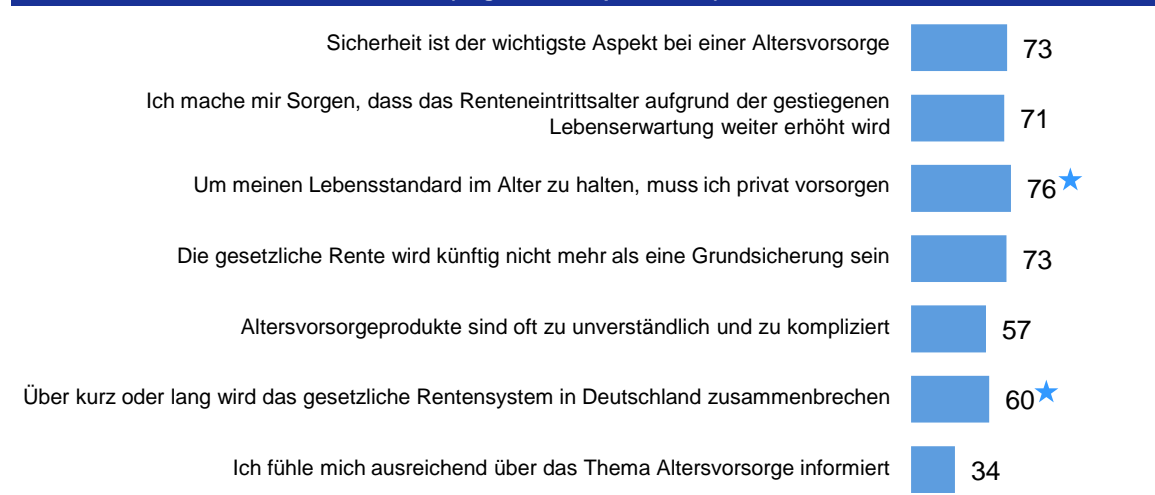 Sicherheit ist der wichtigste Aspekt bei einer Altersvorsorge
73
Ich mache mir Sorgen, dass das Renteneintrittsalter aufgrund der gestiegenen
Lebenserwartung weiter erhöht wird
71
Um meinen Lebensstandard im Alter zu halten, muss ich privat vorsorgen
76
Die gesetzliche Rente wird künftig nicht mehr als eine Grundsicherung sein
73
Altersvorsorgeprodukte sind oft zu unverständlich und zu kompliziert
57
Über kurz oder lang wird das gesetzliche Rentensystem in Deutschland zusammenbrechen
60
Ich fühle mich ausreichend über das Thema Altersvorsorge informiert
34